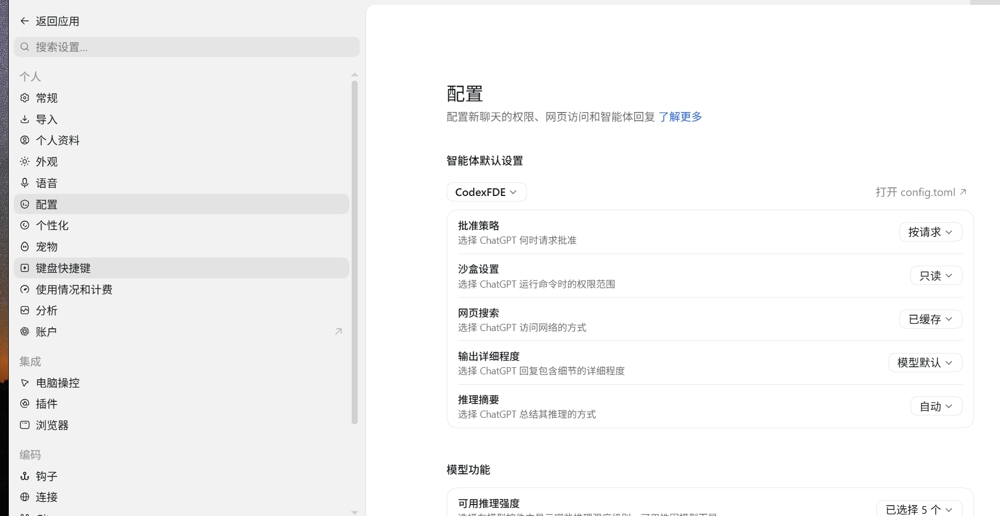 返回应用
搜索设置...
个人
常规
导入
个人资料
外观
语音
配置
个性化
宠物
键盘快捷键
使用情况和计费
分析
账户
集成
电脑操控
插件
浏览器
编码
钩子
连接
配置
配置新聊天的权限、网页访问和智能体回复 了解更多
智能体默认设置
CodexFDE
打开 config.toml
批准策略
选择 ChatGPT 何时请求批准
按请求
沙盒设置
选择 ChatGPT 运行命令时的权限范围
只读
网页搜索
选择 ChatGPT 访问网络的方式
已缓存
输出详细程度
选择 ChatGPT 回复包含细节的详细程度
模型默认
推理摘要
选择 ChatGPT 总结其推理的方式
自动
模型功能
可用推理强度
已选择 5 个